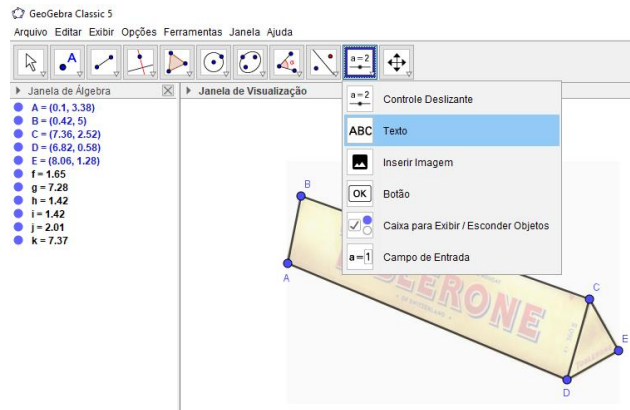 GeoGebra Classic 5
Arquivo Editar Exibir Opções Ferramentas Janela Ajuda
A
α
a=2
Janela de Álgebra
Janela de Visualização
A = (0.1, 3.38)
B = (0.42, 5)
C = (7.36, 2.52)
D = (6.82, 0.58)
E = (8.06, 1.28)
f = 1.65
g = 7.28
h = 1.42
i = 1.42
j = 2.01
k = 7.37
a=2 Controle Deslizante
ABC Texto
Inserir Imagem
OK Botão
Caixa para Exibir / Esconder Objetos
a=1 Campo de Entrada
B
A
C
E
D